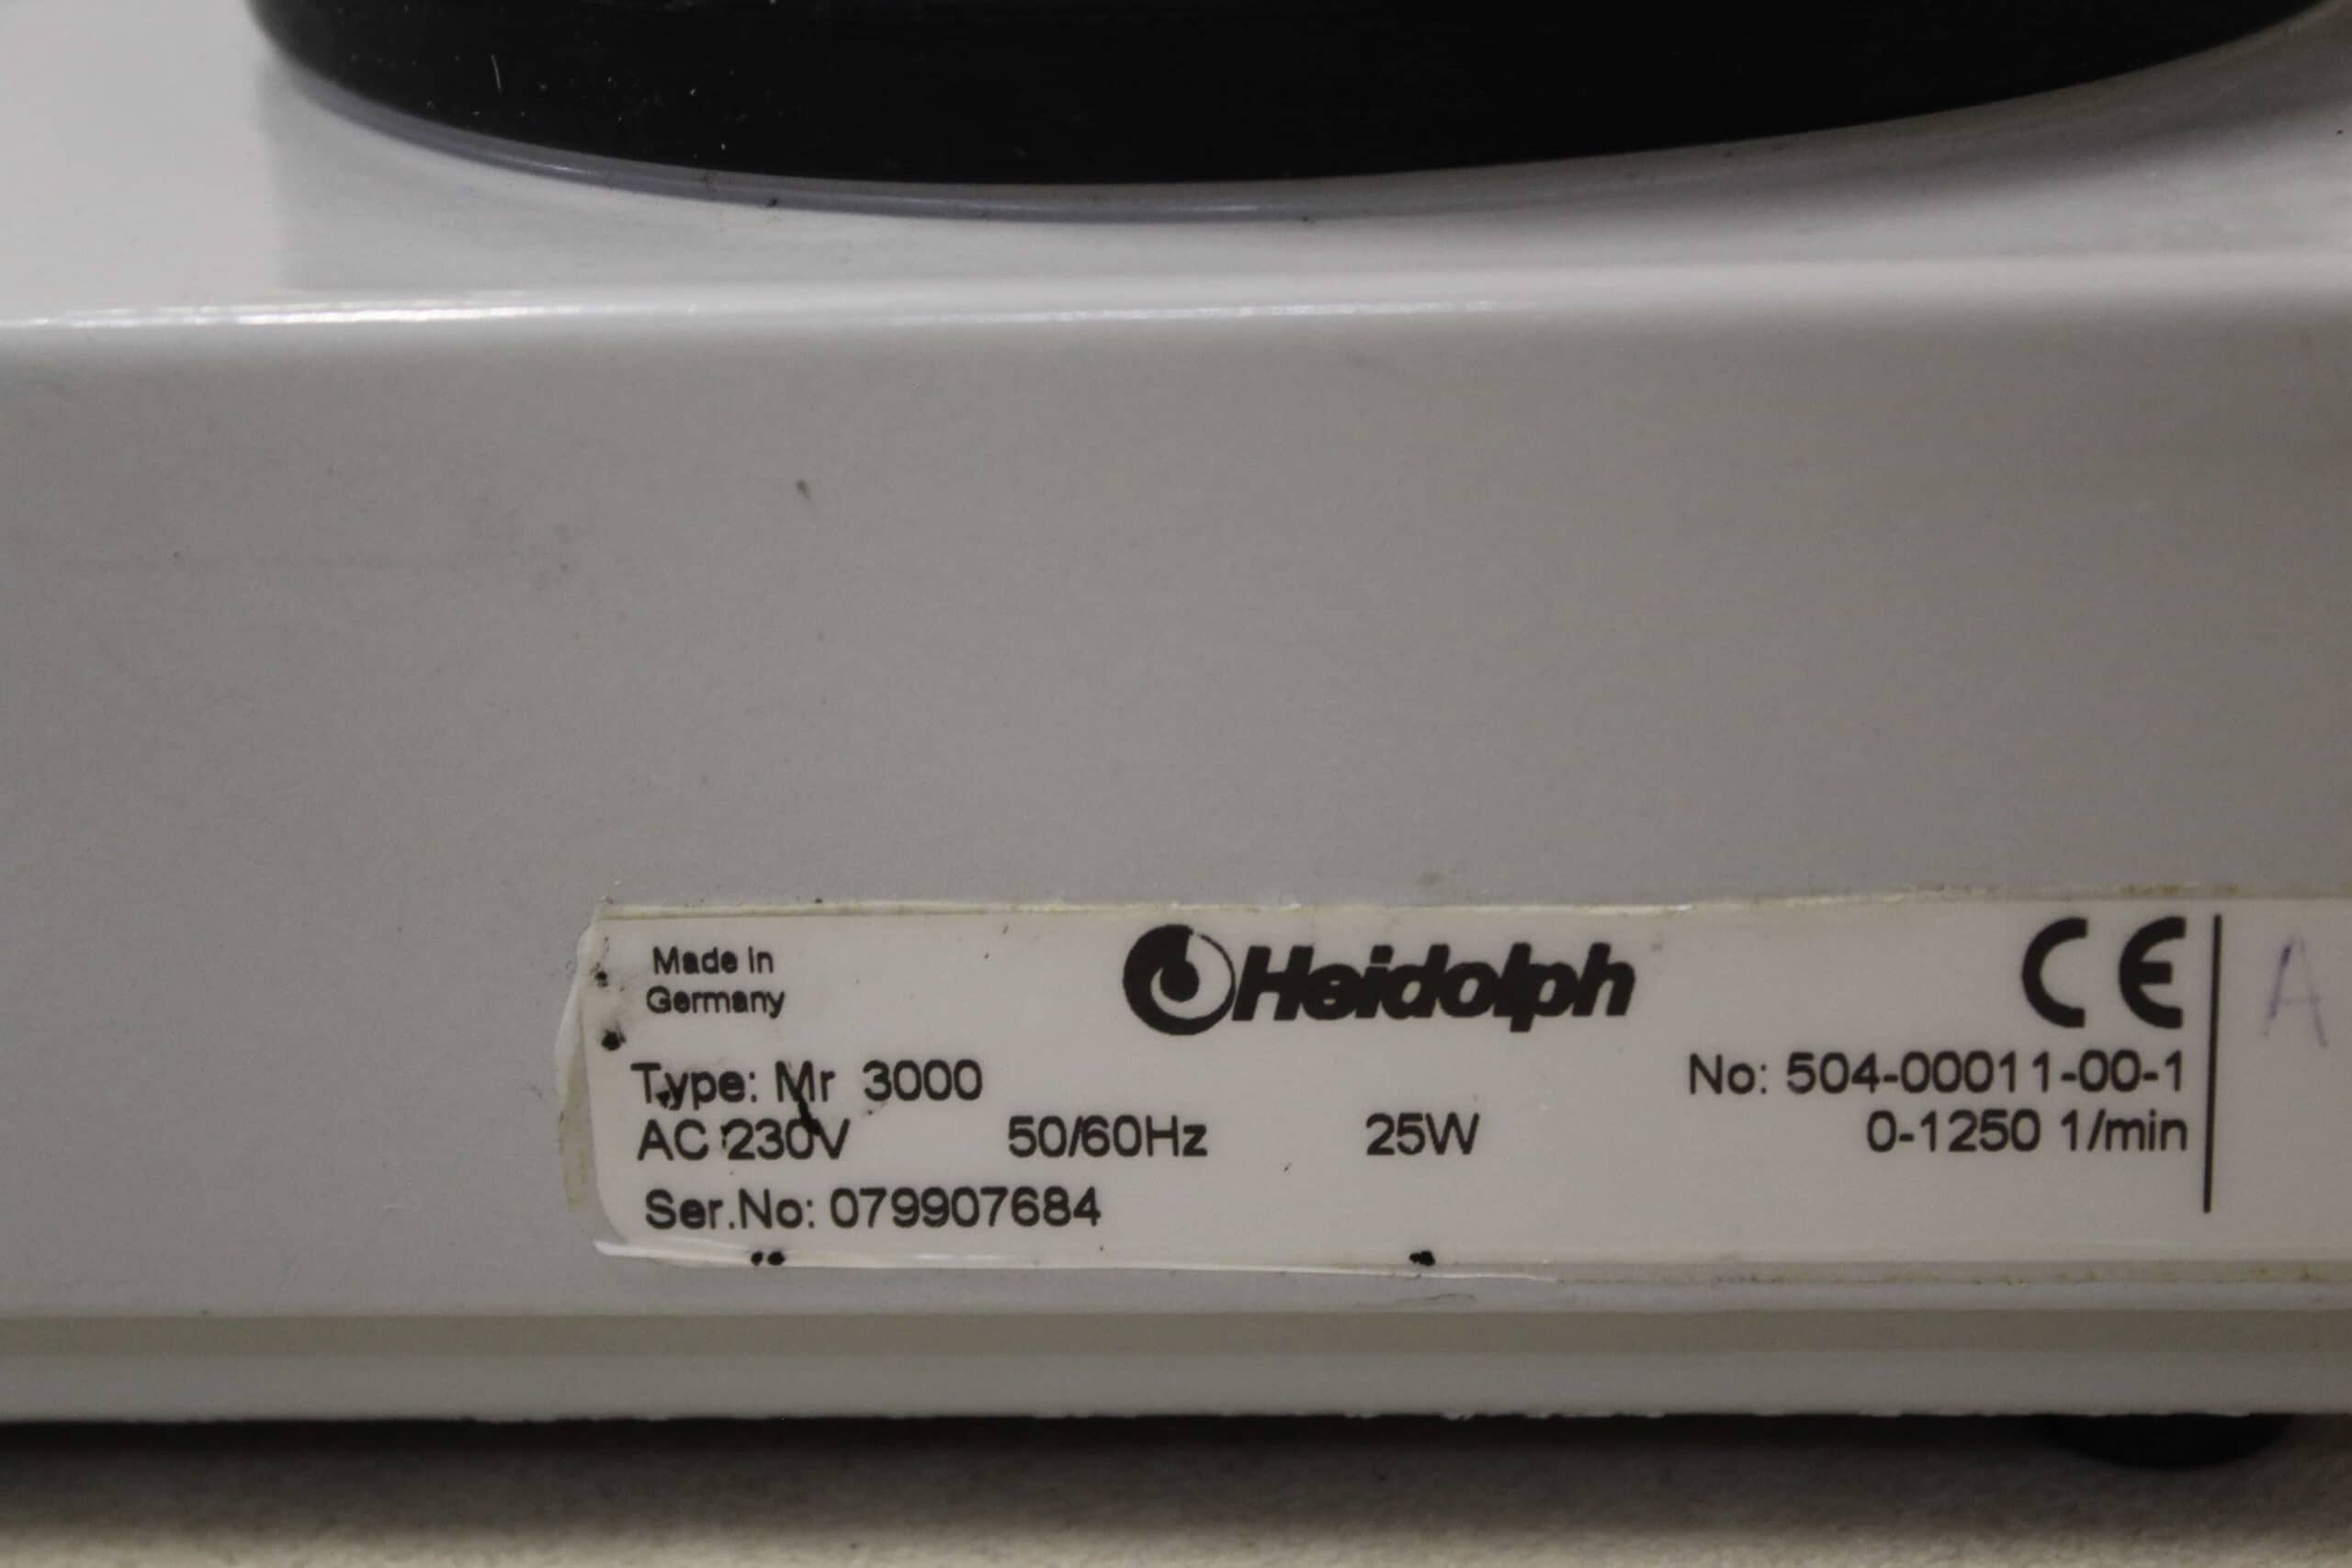 Made in
Germany
Heidolph
CE
A
Type: Mr 3000
No: 504-00011-00-1
AC 230V 50/60Hz 25W 0-1250 1/min
Ser.No: 079907684